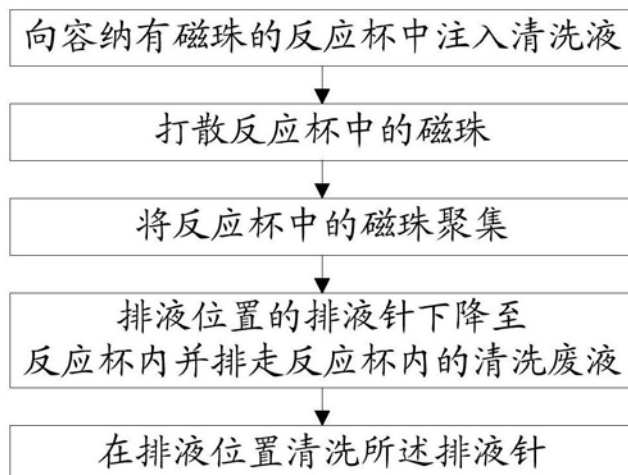 向容纳有磁珠的反应杯中注入清洗液
打散反应杯中的磁珠
将反应杯中的磁珠聚集
排液位置的排液针下降至
反应杯内并排走反应杯内的清洗废液
在排液位置清洗所述排液针